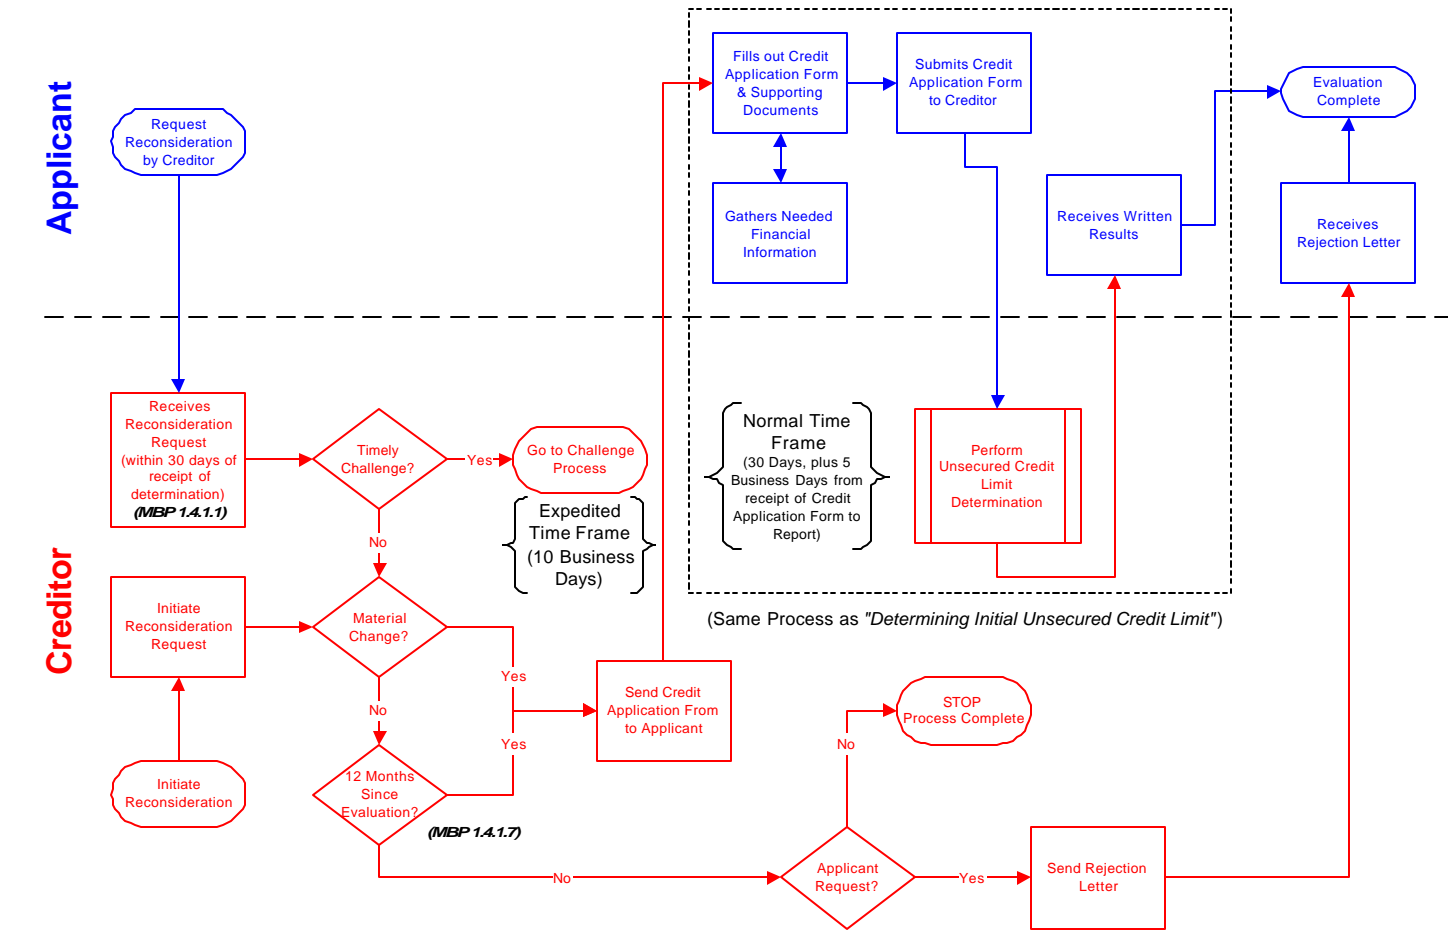 Applicant
Request
Reconsideration
by Creditor
Fills out Credit
Application Form
& Supporting
Documents
Submits Credit
Application Form
to Creditor
Evaluation
Complete
Gathers Needed
Financial
Information
Receives Written
Results
Receives
Rejection Letter
Creditor
Receives
Reconsideration
Request
(within 30 days of
receipt of
determination)
(MBP 1.4.1.1)
Timely
Challenge?
Yes
Go to Challenge
Process
No
Expedited
Time Frame
(10 Business
Days)
Normal Time
Frame
(30 Days, plus 5
Business Days from
receipt of Credit
Application Form to
Report)
Perform
Unsecured Credit
Limit
Determination
(Same Process as "Determining Initial Unsecured Credit Limit")
Initiate
Reconsideration
Request
Material
Change?
Yes
No
Yes
Send Credit
Application From
to Applicant
STOP
Process Complete
No
Initiate
Reconsideration
12 Months
Since
Evaluation?
(MBP 1.4.1.7)
No
Applicant
Request?
Yes
Send Rejection
Letter